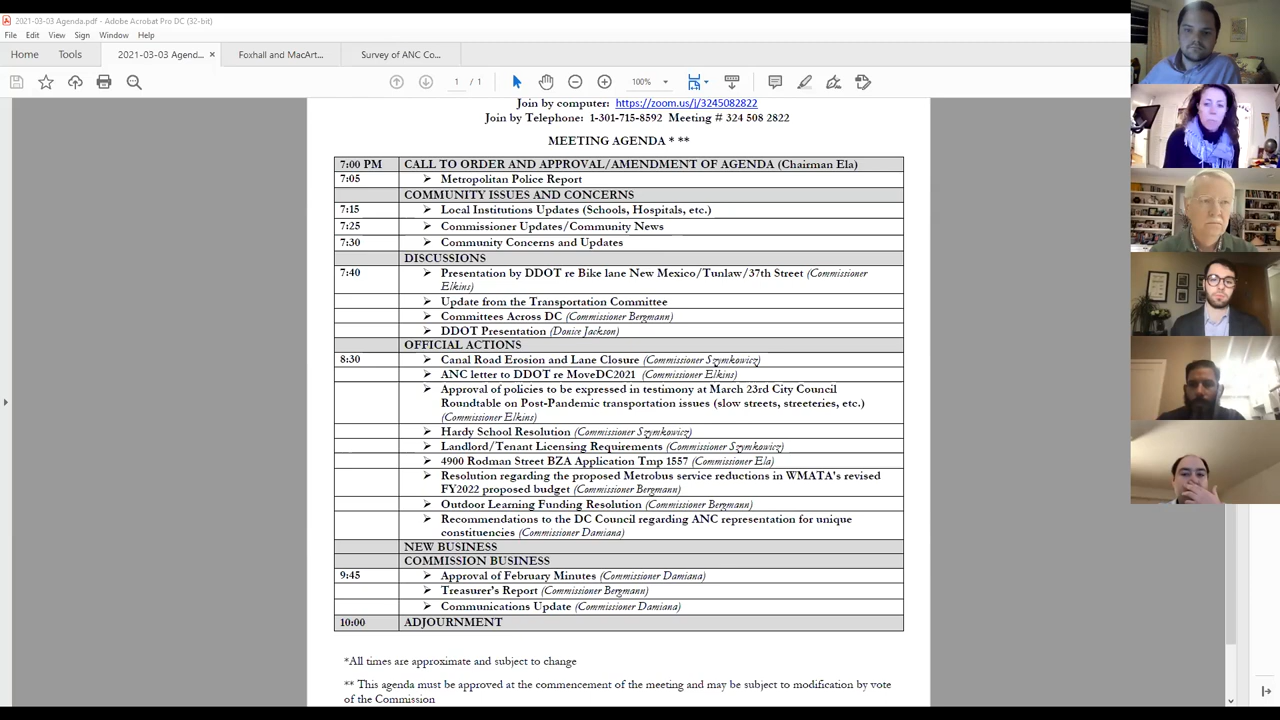 2021-03-03 Agenda.pdf - Adobe Acrobat Pro DC (32-bit)
File Edit View Sign Window Help
Home Tools 2021-03-03 Agend... × Foxhall and MacArt... Survey of ANC Co...
1 / 1 100%
Join by computer: https://zoom.us/j/3245082822
Join by Telephone: 1-301-715-8592 Meeting # 324 508 2822
MEETING AGENDA * **
7:00 PM CALL TO ORDER AND APPROVAL/AMENDMENT OF AGENDA (Chairman Ela)
7:05 ➢ Metropolitan Police Report
COMMUNITY ISSUES AND CONCERNS
7:15 ➢ Local Institutions Updates (Schools, Hospitals, etc.)
7:25 ➢ Commissioner Updates/Community News
7:30 ➢ Community Concerns and Updates
DISCUSSIONS
7:40 ➢ Presentation by DDOT re Bike lane New Mexico/Tunlaw/37th Street (Commissioner
Elkins)
➢ Update from the Transportation Committee
➢ Committees Across DC (Commissioner Bergmann)
➢ DDOT Presentation (Donice Jackson)
OFFICIAL ACTIONS
8:30 ➢ Canal Road Erosion and Lane Closure (Commissioner Szymkowicz)
➢ ANC letter to DDOT re MoveDC2021 (Commissioner Elkins)
➢ Approval of policies to be expressed in testimony at March 23rd City Council
Roundtable on Post-Pandemic transportation issues (slow streets, streeteries, etc.)
(Commissioner Elkins)
➢ Hardy School Resolution (Commissioner Szymkowicz)
➢ Landlord/Tenant Licensing Requirements (Commissioner Szymkowicz)
➢ 4900 Rodman Street BZA Application Tmp 1557 (Commissioner Ela)
➢ Resolution regarding the proposed Metrobus service reductions in WMATA's revised
FY2022 proposed budget (Commissioner Bergmann)
➢ Outdoor Learning Funding Resolution (Commissioner Bergmann)
➢ Recommendations to the DC Council regarding ANC representation for unique
constituencies (Commissioner Damiana)
NEW BUSINESS
COMMISSION BUSINESS
9:45 ➢ Approval of February Minutes (Commissioner Damiana)
➢ Treasurer's Report (Commissioner Bergmann)
➢ Communications Update (Commissioner Damiana)
10:00 ADJOURNMENT
*All times are approximate and subject to change
** This agenda must be approved at the commencement of the meeting and may be subject to modification by vote
of the Commission